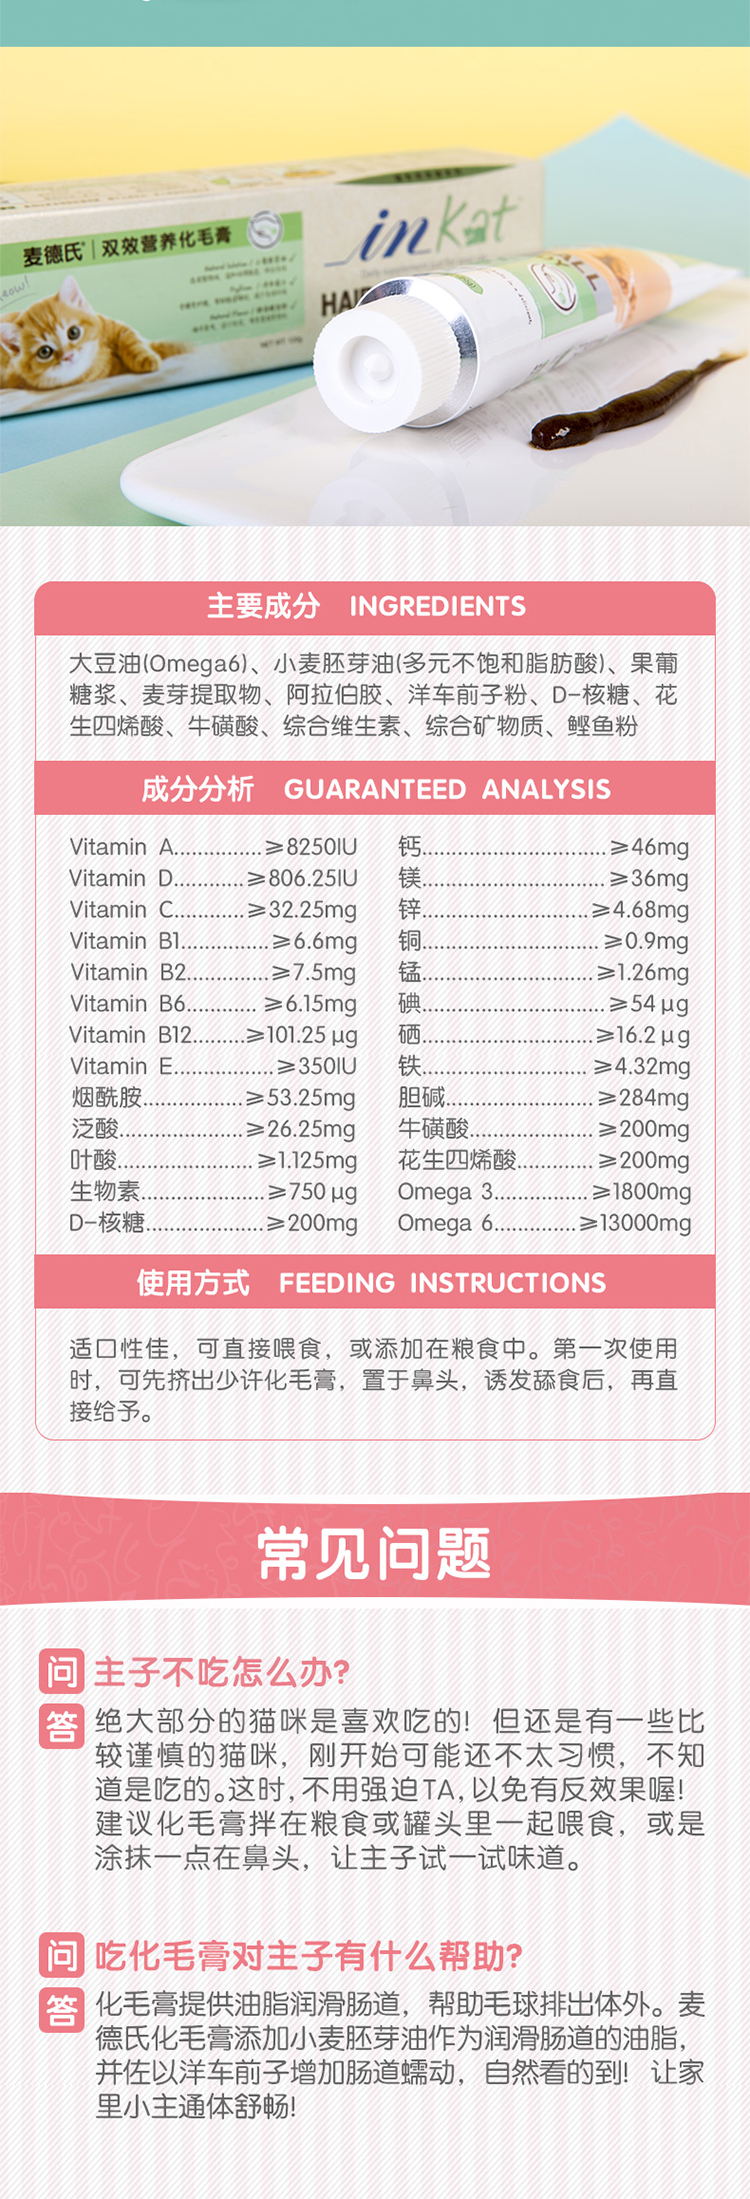 麦德氏 | 双效营养化毛膏
inKat
HAIR
主要成分 INGREDIENTS
大豆油(Omega6)、小麦胚芽油(多元不饱和脂肪酸)、果葡
糖浆、麦芽提取物、阿拉伯胶、洋车前子粉、D-核糖、花
生四烯酸、牛磺酸、综合维生素、综合矿物质、鲣鱼粉
成分分析 GUARANTEED ANALYSIS
Vitamin A...............≥8250IU
Vitamin D............≥806.25IU
Vitamin C............≥32.25mg
Vitamin B1...............≥6.6mg
Vitamin B2..............≥7.5mg
Vitamin B6............≥6.15mg
Vitamin B12.........≥101.25 μg
Vitamin E.................≥350IU
烟酰胺.................≥53.25mg
泛酸.....................≥26.25mg
叶酸.......................≥1.125mg
生物素.....................≥750 μg
D-核糖....................≥200mg
钙...............................≥46mg
镁...............................≥36mg
锌............................≥4.68mg
铜..............................≥0.9mg
锰.............................≥1.26mg
碘...............................≥54 μg
硒.............................≥16.2 μg
铁............................≥4.32mg
胆碱.........................≥284mg
牛磺酸.....................≥200mg
花生四烯酸.............≥200mg
Omega 3................≥1800mg
Omega 6..............≥13000mg
使用方式 FEEDING INSTRUCTIONS
适口性佳，可直接喂食，或添加在粮食中。第一次使用
时，可先挤出少许化毛膏，置于鼻头，诱发舔食后，再直
接给予。
常见问题
问 主子不吃怎么办?
答 绝大部分的猫咪是喜欢吃的！但还是有一些比
较谨慎的猫咪，刚开始可能还不太习惯，不知
道是吃的。这时，不用强迫TA，以免有反效果喔！
建议化毛膏拌在粮食或罐头里一起喂食，或是
涂抹一点在鼻头，让主子试一试味道。
问 吃化毛膏对主子有什么帮助?
答 化毛膏提供油脂润滑肠道，帮助毛球排出体外。麦
德氏化毛膏添加小麦胚芽油作为润滑肠道的油脂，
并佐以洋车前子增加肠道蠕动，自然看的到！让家
里小主通体舒畅！